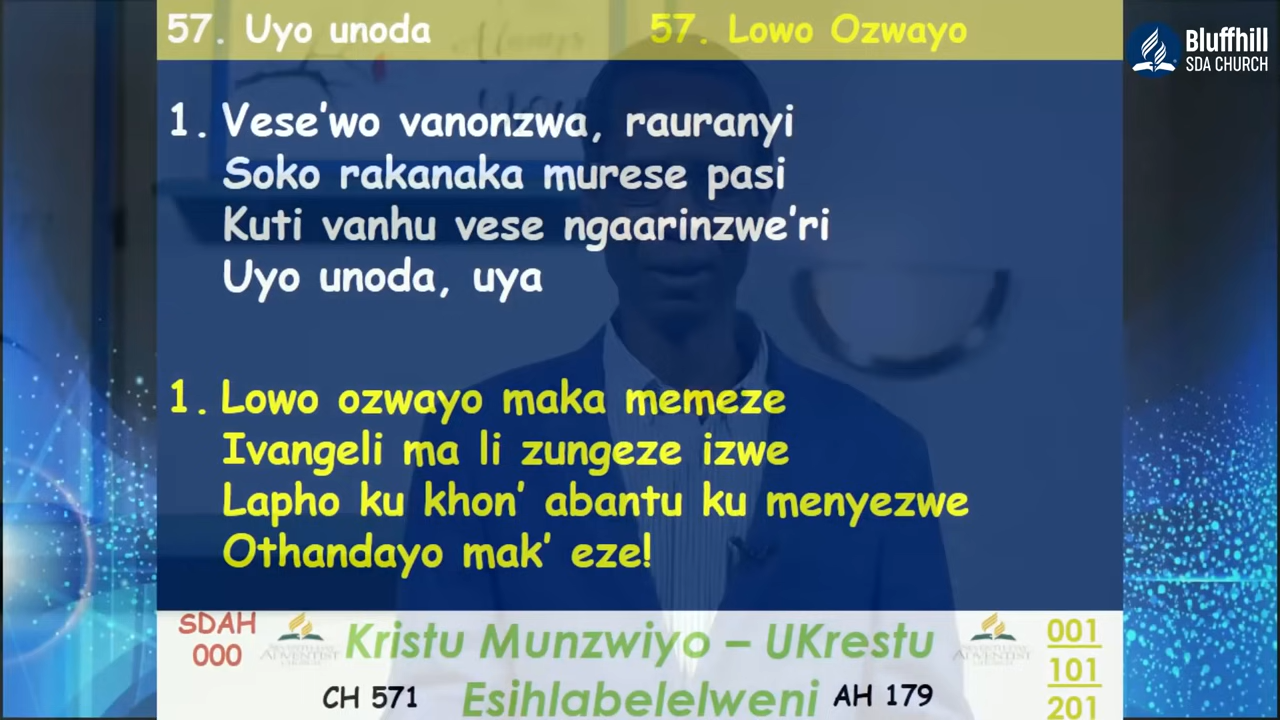 57. Uyo unoda
57. Lowo Ozwayo
Bluffhill
SDA CHURCH
1. Vese'wo vanonzwa, rauranyi
Soko rakanaka murese pasi
Kuti vanhu vese ngaarinzwe'ri
Uyo unoda, uya
1. Lowo ozwayo maka memeze
Ivangeli ma li zungeze izwe
Lapho ku khon' abantu ku menyezwe
Othandayo mak' eze!
SDAH
000
Kristu Munzwiyo – UKrestu
Esihlabelelweni
CH 571
AH 179
001
101
201